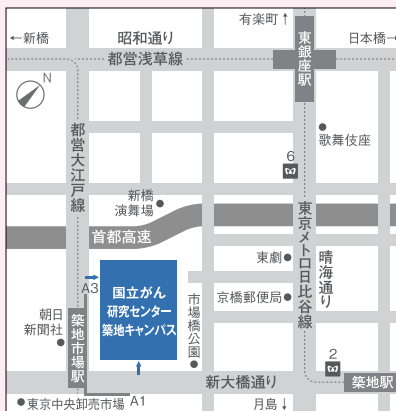 有楽町↑
←新橋
昭和通り
日本橋→
都営浅草線
東銀座駅
N
都営大江戸線
歌舞伎座
6
新橋
演舞場
東京メトロ日比谷線
首都高速
晴海通り
東劇
A3
国立がん
研究センター
築地キャンパス
市場橋公園
京橋郵便局
朝日
新聞社
築地市場駅
2
新大橋通り
築地駅
A1
東京中央卸売市場
月島↓